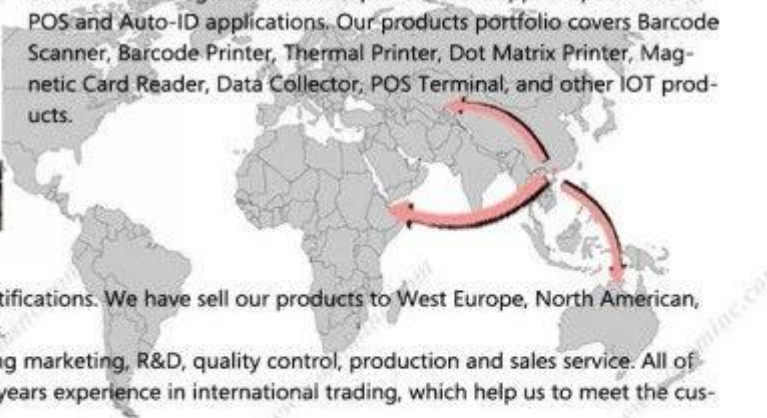 POS and Auto-ID applications. Our products portfolio covers Barcode
Scanner, Barcode Printer, Thermal Printer, Dot Matrix Printer, Mag-
netic Card Reader, Data Collector, POS Terminal, and other IOT prod-
ucts.
tifications. We have sell our products to West Europe, North American,
ng marketing, R&D, quality control, production and sales service. All of
years experience in international trading, which help us to meet the cus-